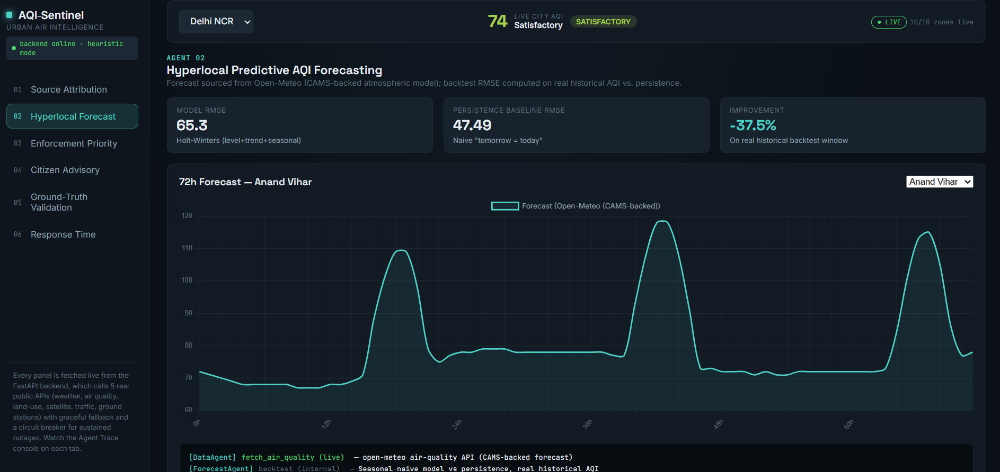 AQI-Sentinel
URBAN AIR INTELLIGENCE
backend online · heuristic
mode
01 Source Attribution
02 Hyperlocal Forecast
03 Enforcement Priority
04 Citizen Advisory
05 Ground-Truth
Validation
06 Response Time
Every panel is fetched live from the
FastAPI backend, which calls 5 real
public APIs (weather, air quality,
land-use, satellite, traffic, ground
stations) with graceful fallback and
a circuit breaker for sustained
outages. Watch the Agent Trace
console on each tab.
Delhi NCR
74
LIVE CITY AQI
Satisfactory
SATISFACTORY
● LIVE 10/10 zones live
AGENT 02
Hyperlocal Predictive AQI Forecasting
Forecast sourced from Open-Meteo (CAMS-backed atmospheric model); backtest RMSE computed on real historical AQI vs. persistence.
MODEL RMSE
65.3
Holt-Winters (level+trend+seasonal)
PERSISTENCE BASELINE RMSE
47.49
Naive "tomorrow = today"
IMPROVEMENT
-37.5%
On real historical backtest window
72h Forecast — Anand Vihar
Anand Vihar
Forecast (Open-Meteo (CAMS-backed))
120
110
100
90
80
70
60
0h 12h 24h 36h 48h 60h
[DataAgent] fetch_air_quality (live) — open-meteo air-quality API (CAMS-backed forecast)
[ForecastAgent] backtest (internal) — Seasonal-naive model vs persistence, real historical AQI